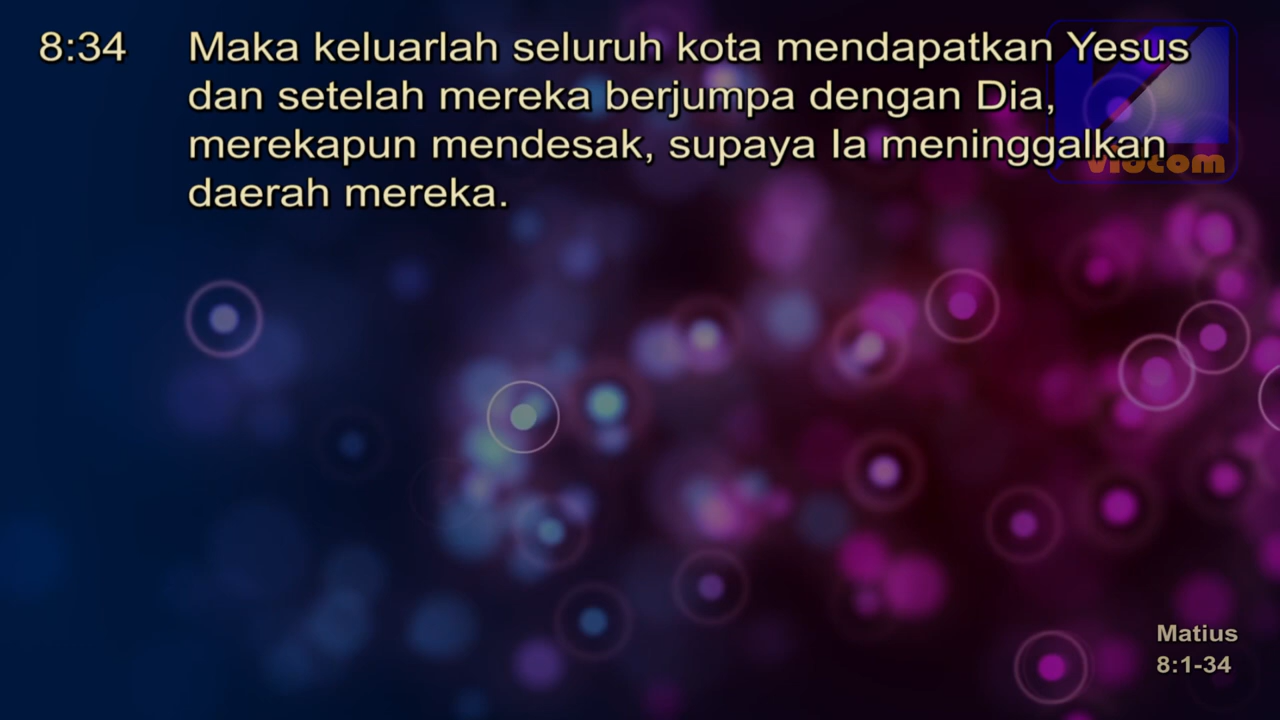 8:34 Maka keluarlah seluruh kota mendapatkan Yesus
dan setelah mereka berjumpa dengan Dia,
merekapun mendesak, supaya Ia meninggalkan
daerah mereka.
viotom
Matius
8:1-34